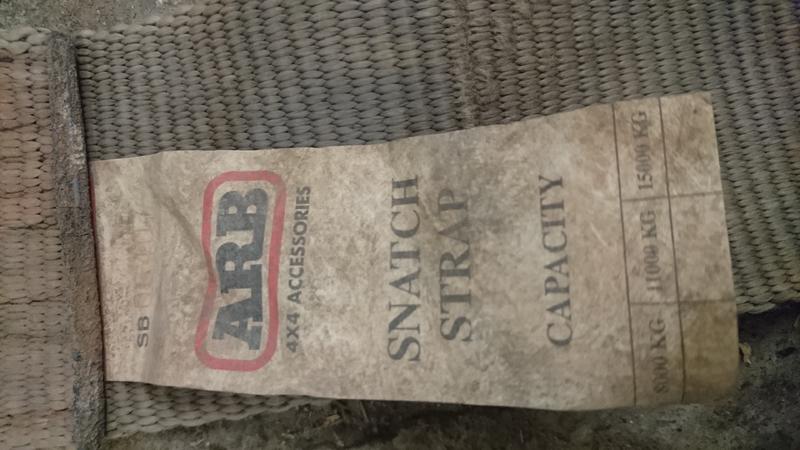 SB
ARB
4X4 ACCESSORIES
SNATCH
STRAP
CAPACITY
8000 KG 11000 KG 15000 KG